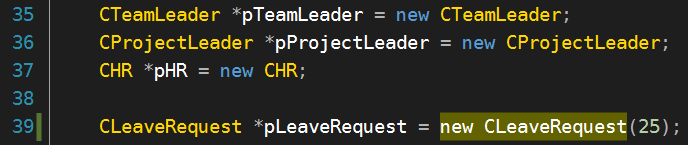 35 CTeamLeader *pTeamLeader = new CTeamLeader;
36 CProjectLeader *pProjectLeader = new CProjectLeader;
37 CHR *pHR = new CHR;
38
39 CLeaveRequest *pLeaveRequest = new CLeaveRequest(25);